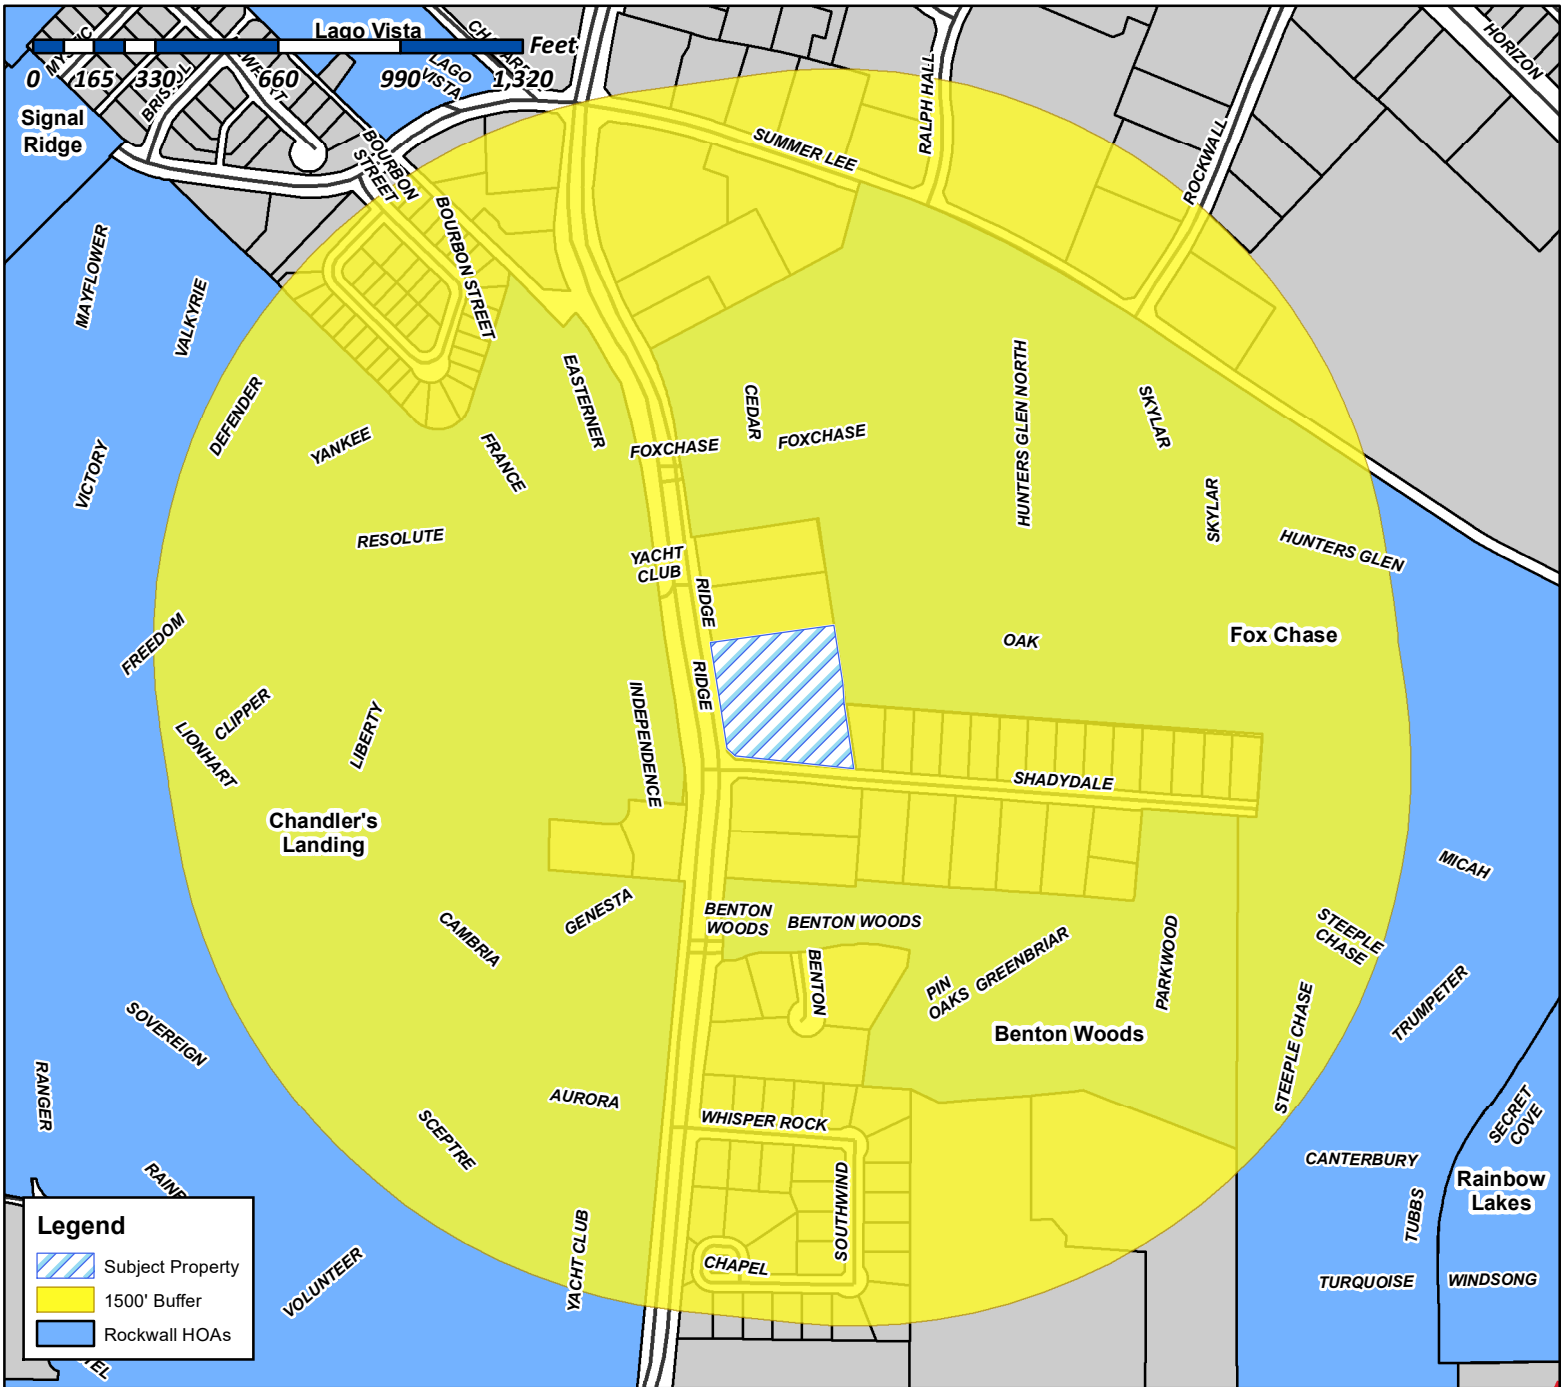 Lago Vista
Feet
0 165 330 660 990 1,320
LAGO
VISTA
Signal
Ridge
HORIZON
BOURBON
STREET
SUMMER LEE
RALPH HALL
ROCKWALL
MAYFLOWER
VALKYRIE
BOURBON STREET
DEFENDER
YANKEE
FRANCE
EASTERNER
FOXCHASE
CEDAR
FOXCHASE
HUNTERS GLEN NORTH
SKYLAR
SKYLAR
HUNTERS GLEN
VICTORY
RESOLUTE
YACHT
CLUB
RIDGE
FREEDOM
OAK
Fox Chase
RIDGE
INDEPENDENCE
CLIPPER
LIONHART
LIBERTY
SHADYDALE
Chandler's
Landing
MICAH
GENESTA
CAMBRIA
BENTON
WOODS
BENTON WOODS
BENTON
PIN
OAKS
GREENBRIAR
PARKWOOD
STEEPLE
CHASE
TRUMPETER
Benton Woods
STEEPLE CHASE
SOVEREIGN
RANGER
AURORA
SCEPTRE
WHISPER ROCK
SECRET
COVE
CANTERBURY
Rainbow
Lakes
TUBBS
SOUTHWIND
CHAPEL
YACHT CLUB
VOLUNTEER
TURQUOISE
WINDSONG
Legend
Subject Property
1500' Buffer
Rockwall HOAs